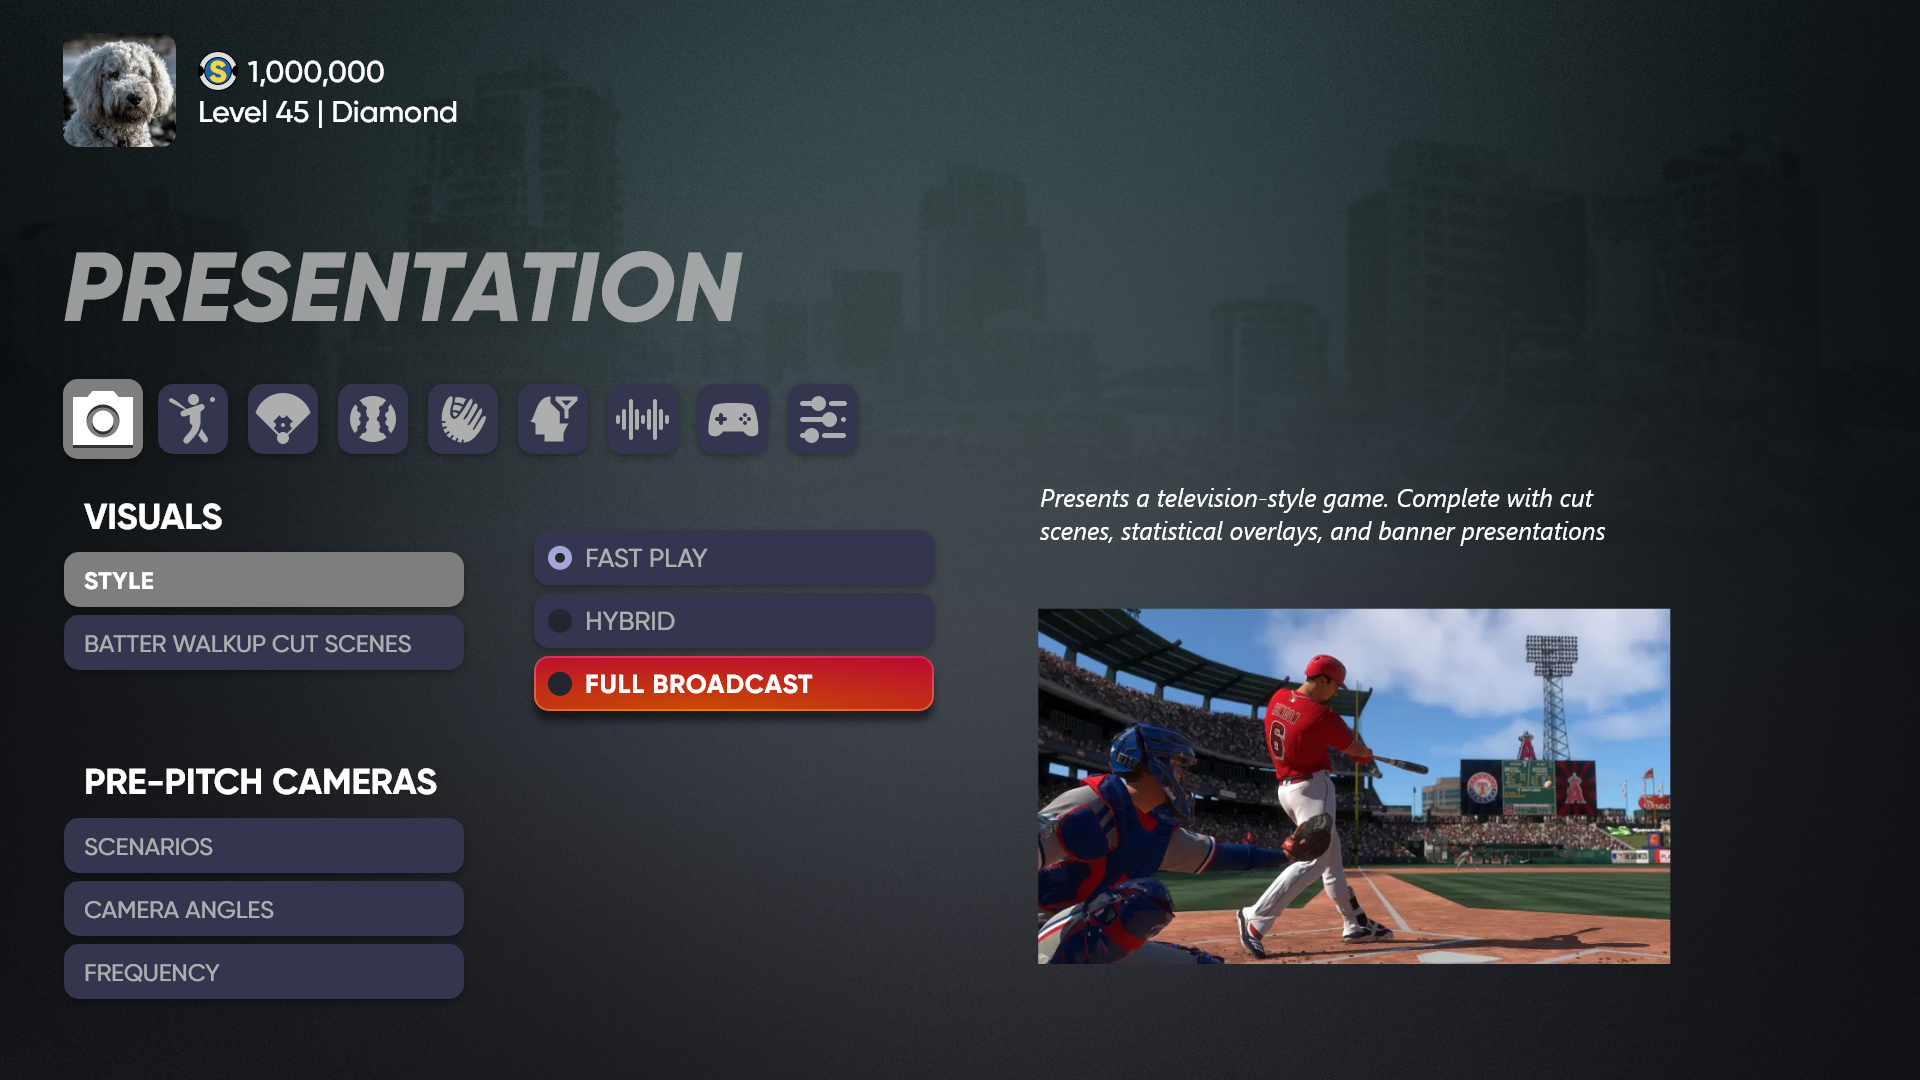 1,000,000
Level 45 | Diamond
PRESENTATION
VISUALS
STYLE
BATTER WALKUP CUT SCENES
FAST PLAY
HYBRID
FULL BROADCAST
PRE-PITCH CAMERAS
SCENARIOS
CAMERA ANGLES
FREQUENCY
Presents a television-style game. Complete with cut
scenes, statistical overlays, and banner presentations
6